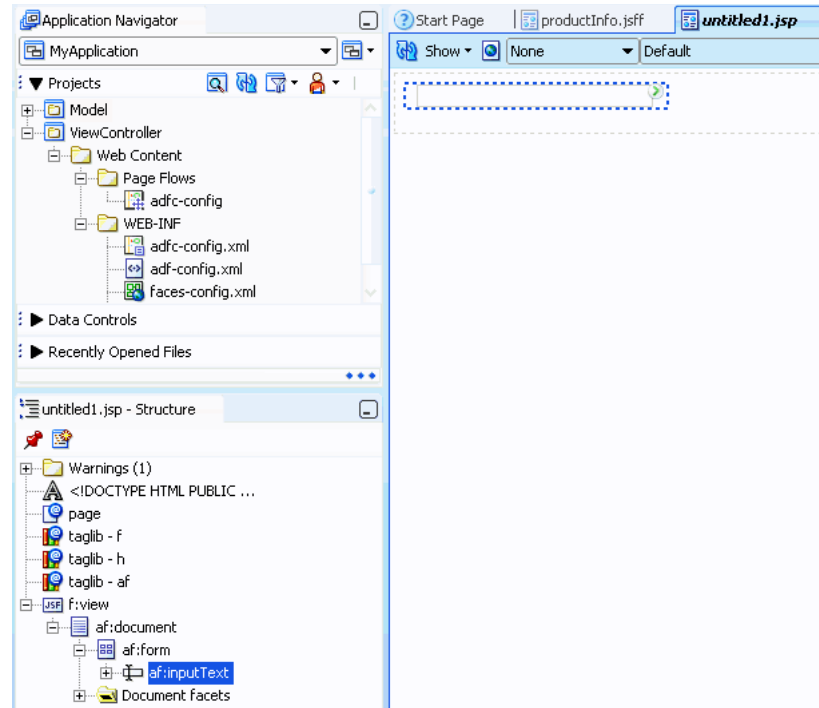 Application Navigator
MyApplication
Projects
Model
ViewController
Web Content
Page Flows
adfc-config
WEB-INF
adfc-config.xml
adf-config.xml
faces-config.xml
Data Controls
Recently Opened Files
untitled1.jsp - Structure
Warnings (1)
<!DOCTYPE HTML PUBLIC ...
page
taglib - f
taglib - h
taglib - af
JSF f:view
af:document
af:form
af:inputText
Document facets
Start Page productInfo.jsff untitled1.jsp
Show None Default